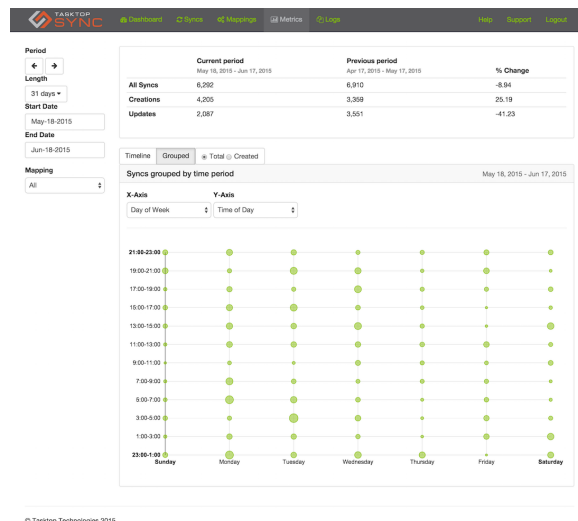 TASKTOP
SYNC
Dashboard
Syncs
Mappings
Metrics
Logs
Help
Support
Logout
Period
Length
31 days
Start Date
May-18-2015
End Date
Jun-18-2015
Mapping
All
Current period
Previous period
May 18, 2015 - Jun 17, 2015
Apr 17, 2015 - May 17, 2015
% Change
All Syncs 6,292 6,910 -8.94
Creations 4,205 3,359 25.19
Updates 2,087 3,551 -41.23
Timeline Grouped Total Created
Syncs grouped by time period
May 18, 2015 - Jun 17, 2015
X-Axis
Y-Axis
Day of Week
Time of Day
21:00-23:00
19:00-21:00
17:00-19:00
15:00-17:00
13:00-15:00
11:00-13:00
9:00-11:00
7:00-9:00
5:00-7:00
3:00-5:00
1:00-3:00
23:00-1:00
Sunday Monday Tuesday Wednesday Thursday Friday Saturday
© Tasktop Technologies 2015